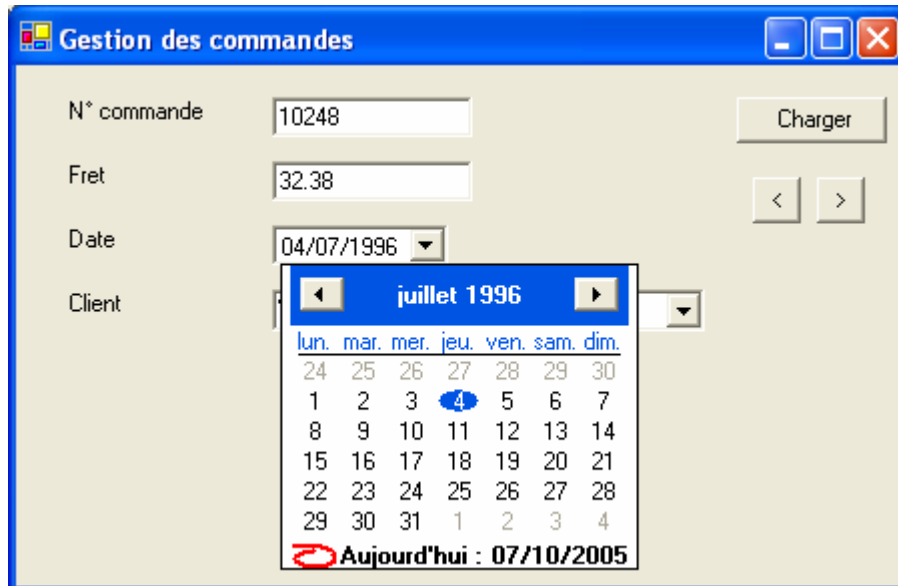 Gestion des commandes
N° commande 10248 Charger
Fret 32.38
< >
Date 04/07/1996
Client
juillet 1996
lun. mar. mer. jeu. ven. sam. dim.
24 25 26 27 28 29 30
1 2 3 4 5 6 7
8 9 10 11 12 13 14
15 16 17 18 19 20 21
22 23 24 25 26 27 28
29 30 31 1 2 3 4
Aujourd'hui : 07/10/2005